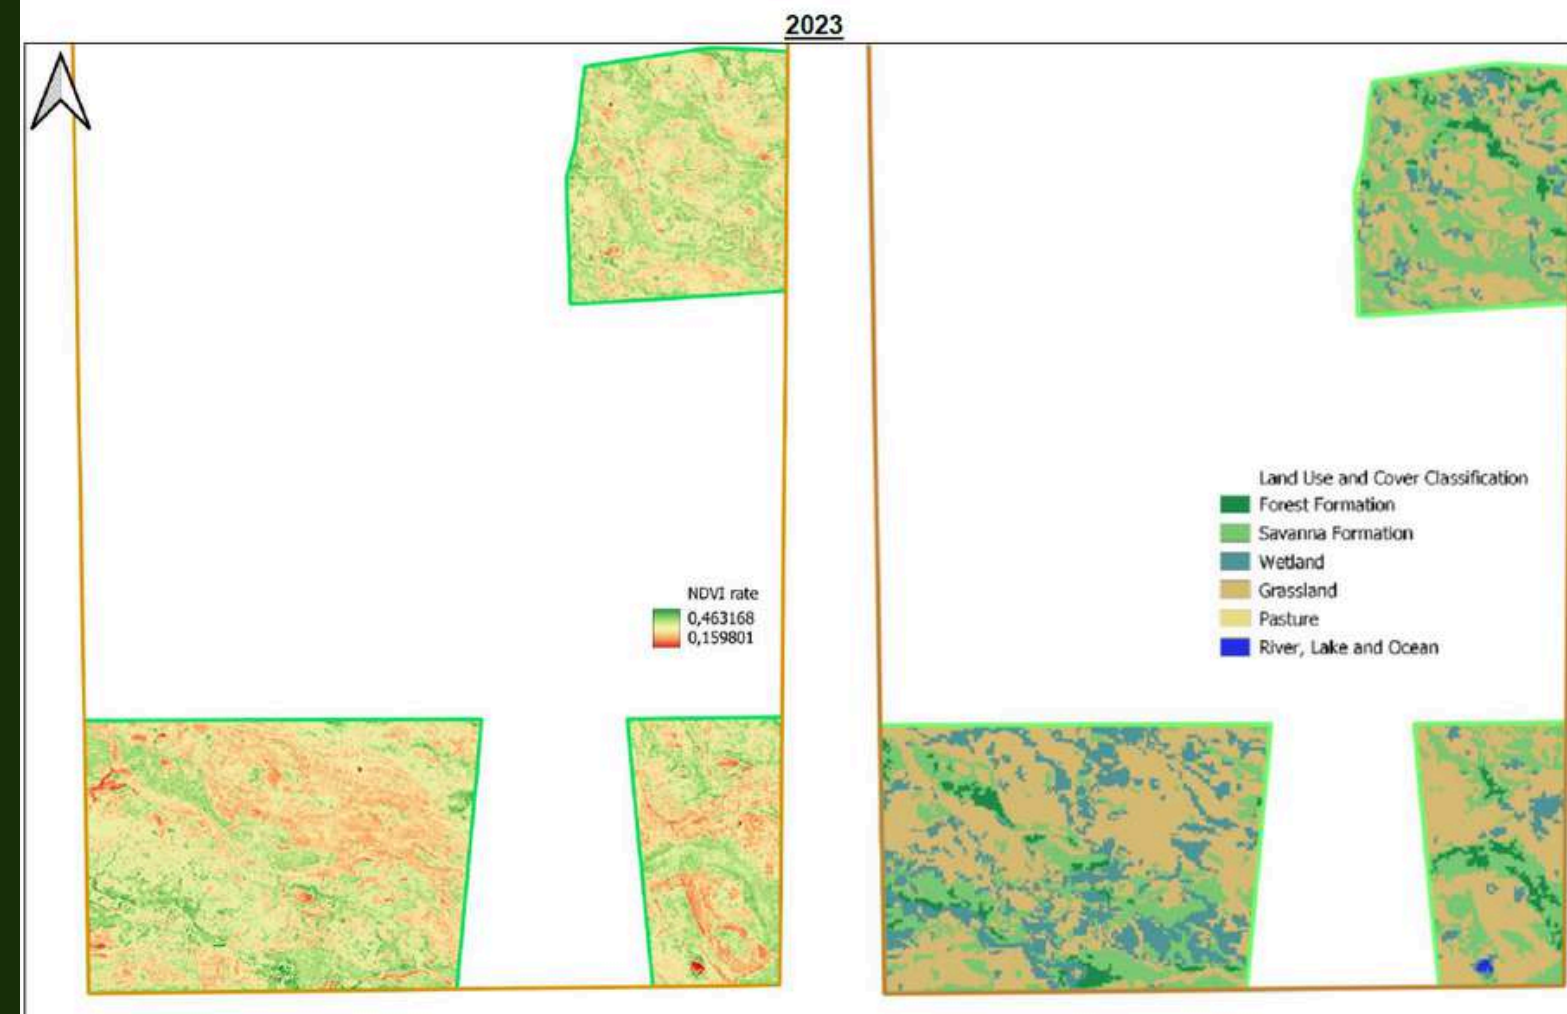 2023
NDVI rate
0,463168
0,159801
Land Use and Cover Classification
Forest Formation
Savanna Formation
Wetland
Grassland
Pasture
River, Lake and Ocean